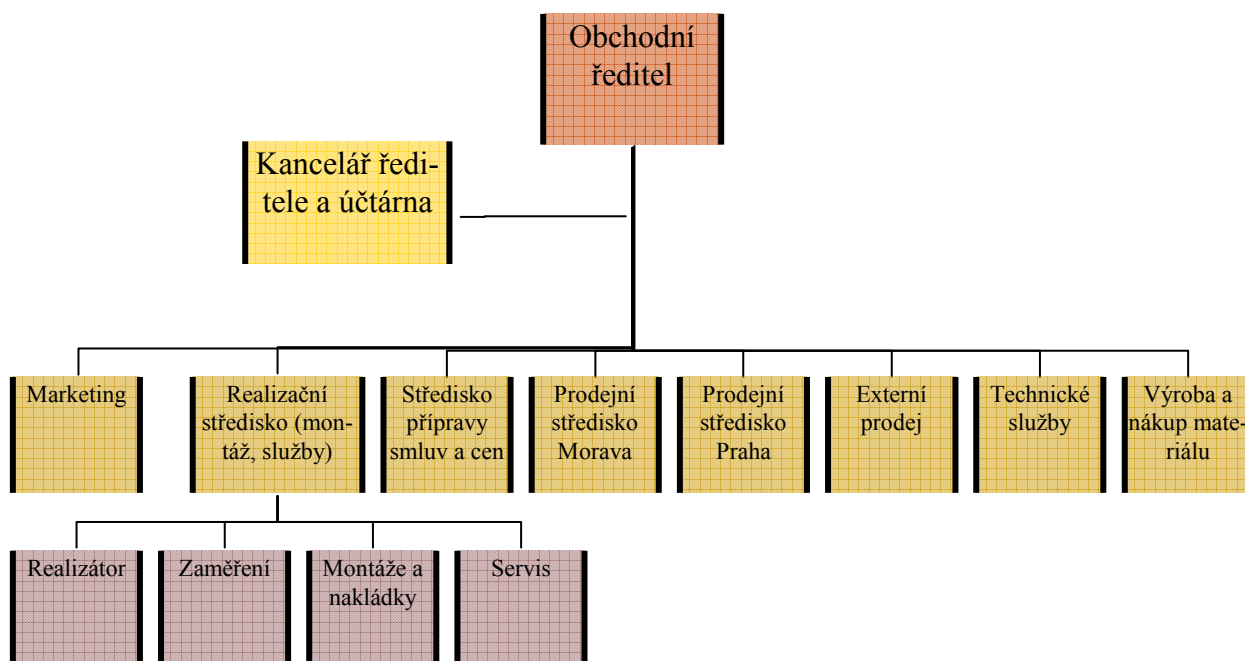 Obchodní
ředitel
Kancelář ředi-
tele a účtárna
Marketing
Realizační
středisko (mon-
táž, služby)
Středisko
přípravy
smluv a cen
Prodejní
středisko
Morava
Prodejní
středisko
Praha
Externí
prodej
Technické
služby
Výroba a
nákup mate-
riálu
Realizátor
Zaměření
Montáže a
nakládky
Servis